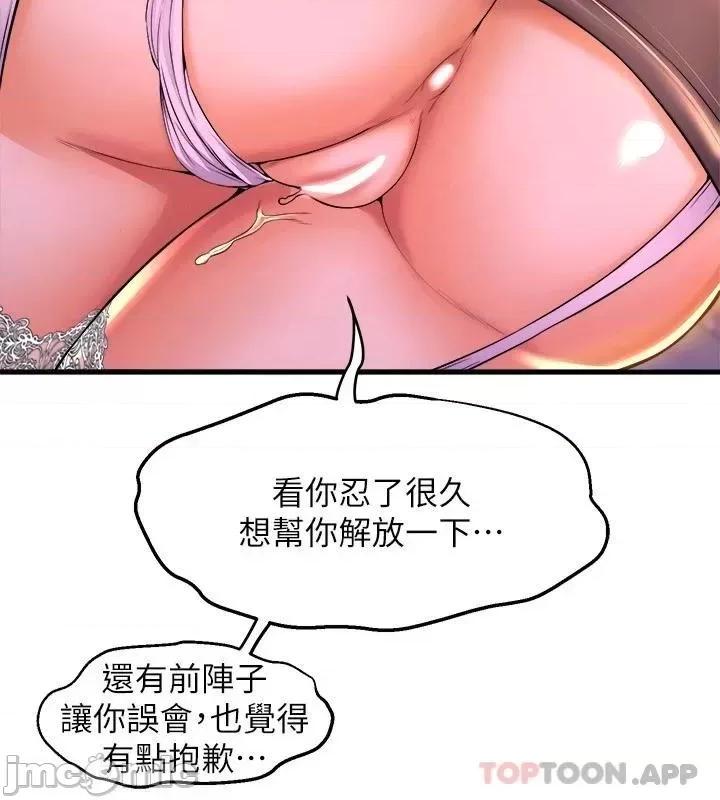 看你忍了很久
想幫你解放一下…
還有前陣子
讓你誤會，也覺得
有點抱歉…
jmcomic
TOPTOON.APP